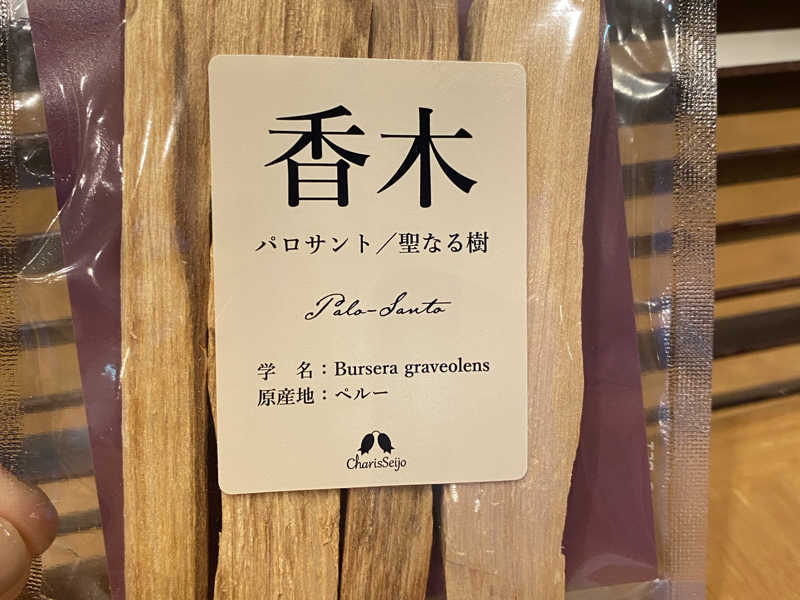 香木
パロサント／聖なる樹
Palo-Santo
学　名：Bursera graveolens
原産地：ペルー
CharisSeijo